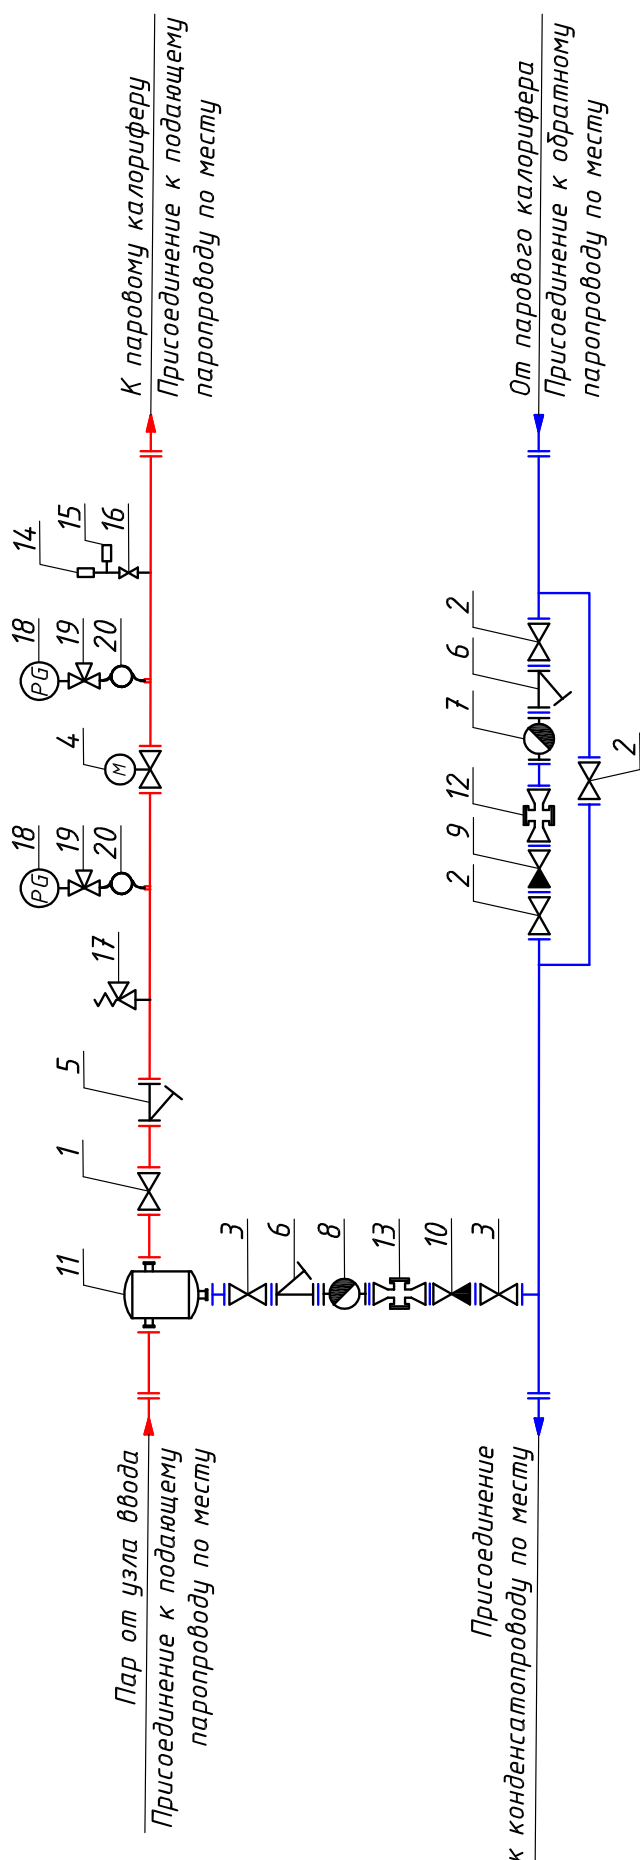 Пар от узла ввода
Присоединение к подающему
паропроводу по месту
11
1
5
17
18
PG
19
20
4
М
18
PG
19
20
14
15
16
К паровому калориферу
Присоединение к подающему
паропроводу по месту
3
6
8
13
10
3
Присоединение
к конденсатопроводу по месту
2
9
12
7
6
2
2
От парового калорифера
Присоединение к обратному
паропроводу по месту